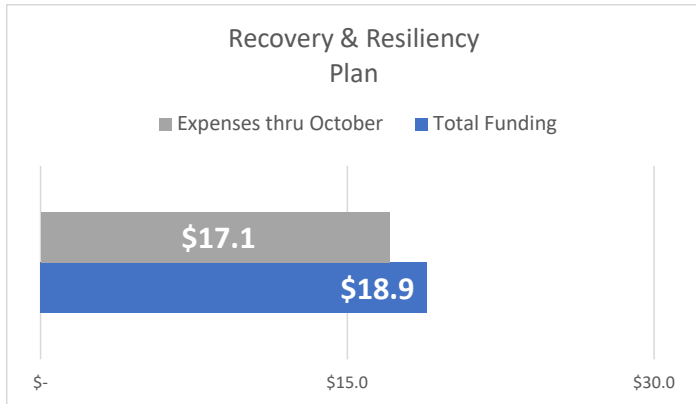 Recovery & Resiliency
Plan
Expenses thru October Total Funding
$17.1
$18.9
$- $15.0 $30.0